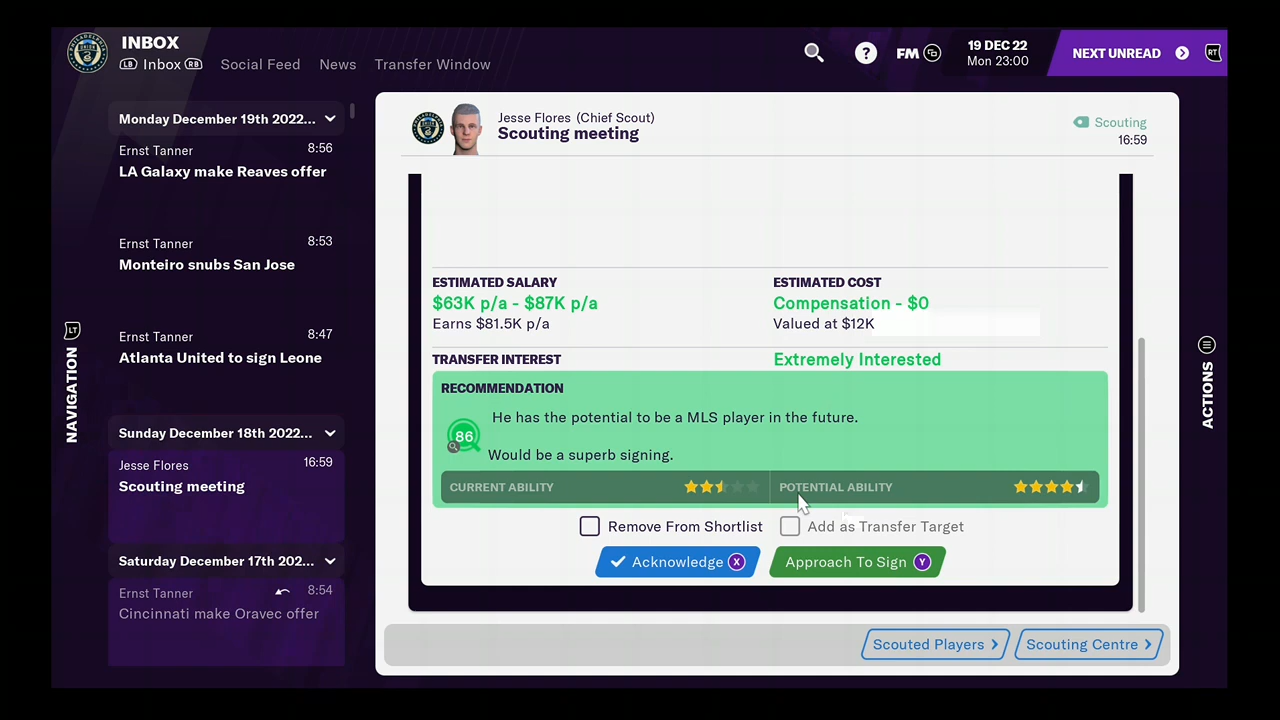 INBOX
LB Inbox RB
Social Feed
News
Transfer Window
?
FM
19 DEC 22
Mon 23:00
NEXT UNREAD
RT
LT
NAVIGATION
Monday December 19th 2022...
Ernst Tanner
8:56
LA Galaxy make Reaves offer
Ernst Tanner
8:53
Monteiro snubs San Jose
Ernst Tanner
8:47
Atlanta United to sign Leone
Sunday December 18th 2022...
Jesse Flores
16:59
Scouting meeting
Saturday December 17th 202...
Ernst Tanner
8:54
Cincinnati make Oravec offer
Jesse Flores (Chief Scout)
Scouting meeting
Scouting
16:59
ESTIMATED SALARY
$63K p/a - $87K p/a
Earns $81.5K p/a
ESTIMATED COST
Compensation - $0
Valued at $12K
TRANSFER INTEREST
Extremely Interested
RECOMMENDATION
He has the potential to be a MLS player in the future.
86
Would be a superb signing.
CURRENT ABILITY
POTENTIAL ABILITY
Remove From Shortlist
Add as Transfer Target
Acknowledge X
Approach To Sign Y
Scouted Players
Scouting Centre
ACTIONS